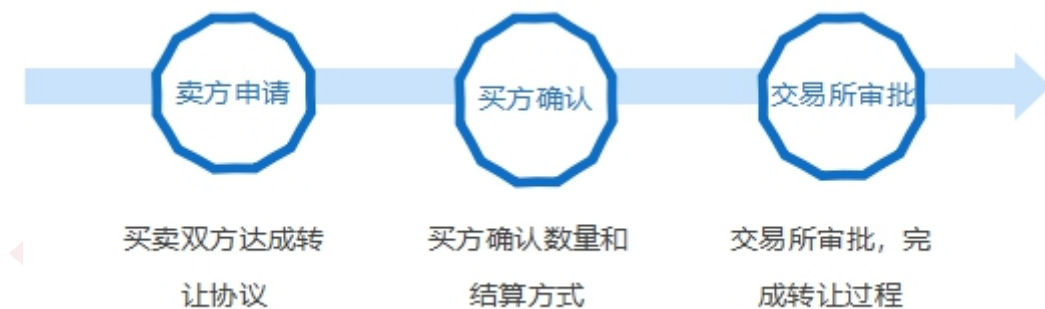 卖方申请
买方确认
交易所审批
买卖双方达成转
让协议
买方确认数量和
结算方式
交易所审批，完
成转让过程